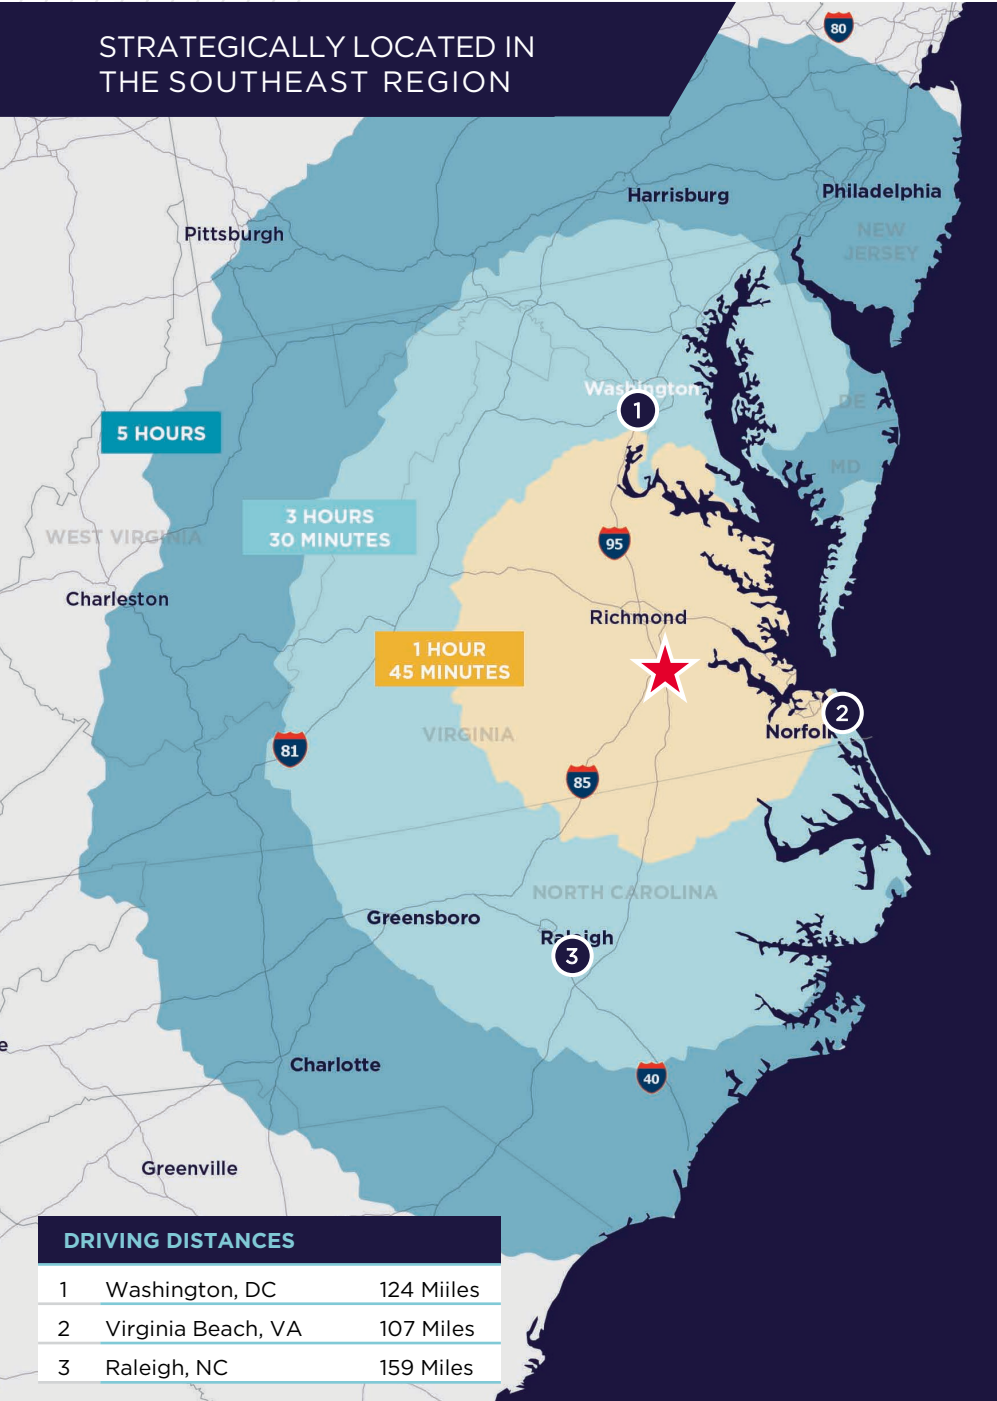 STRATEGICALLY LOCATED IN
THE SOUTHEAST REGION
80
Harrisburg
Philadelphia
NEW
JERSEY
Pittsburgh
Washington
1
DE
5 HOURS
MD
3 HOURS
30 MINUTES
WEST VIRGINIA
95
Charleston
Richmond
1 HOUR
45 MINUTES
2
Norfolk
VIRGINIA
81
85
NORTH CAROLINA
Greensboro
Raleigh
3
e
Charlotte
40
Greenville
DRIVING DISTANCES
1 Washington, DC 124 Miiles
2 Virginia Beach, VA 107 Miles
3 Raleigh, NC 159 Miles